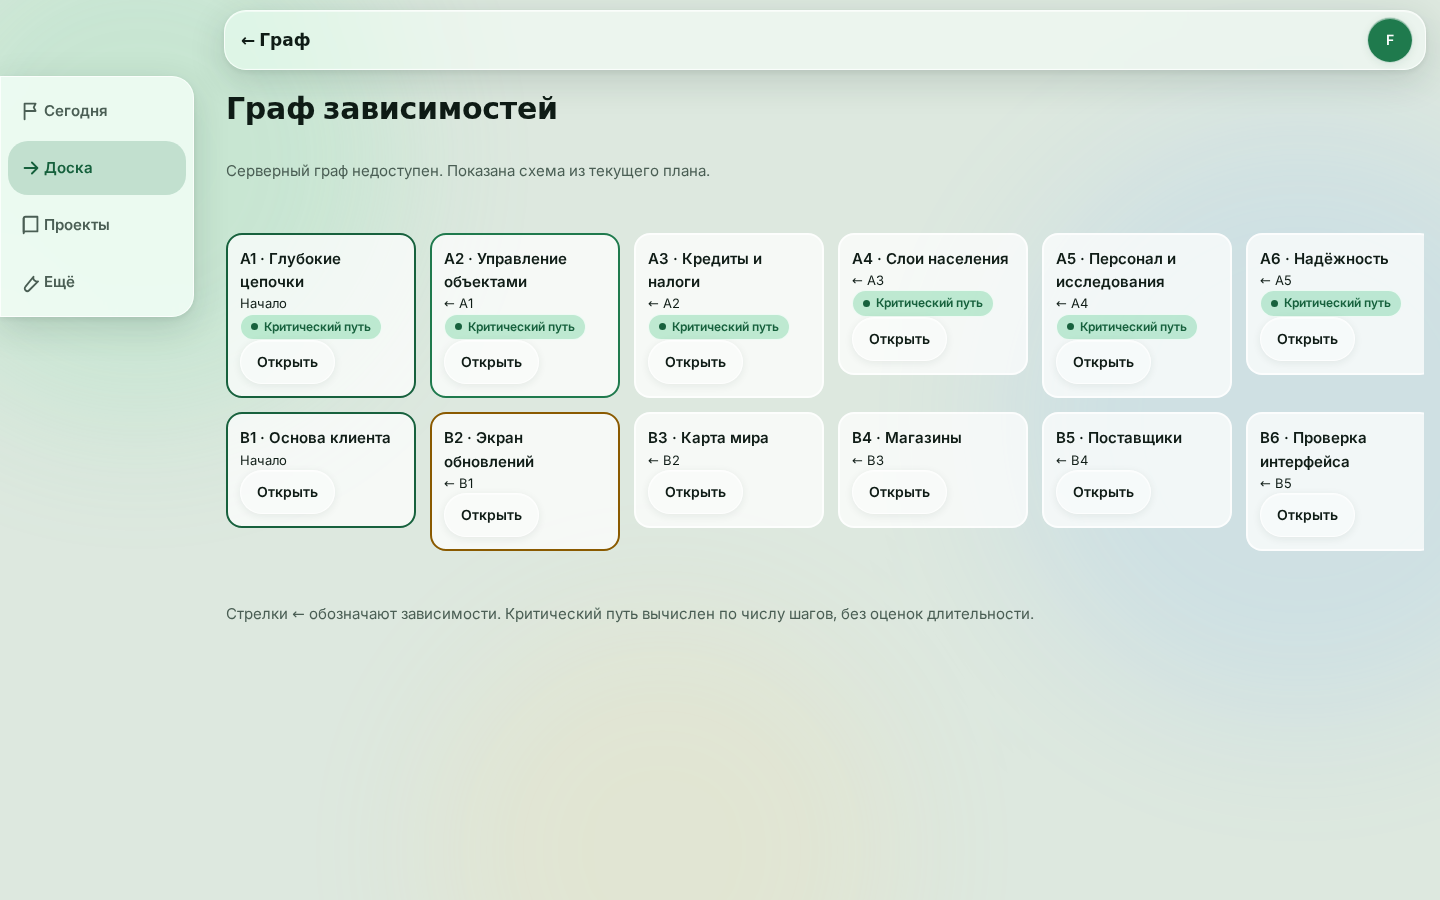 ← Граф
F
Сегодня
Доска
Проекты
Ещё
Граф зависимостей
Серверный граф недоступен. Показана схема из текущего плана.
A1 · Глубокие
цепочки
Начало
Критический путь
Открыть
A2 · Управление
объектами
← A1
Критический путь
Открыть
A3 · Кредиты и
налоги
← A2
Критический путь
Открыть
A4 · Слои населения
← A3
Критический путь
Открыть
A5 · Персонал и
исследования
← A4
Критический путь
Открыть
A6 · Надёжность
← A5
Критический путь
Открыть
B1 · Основа клиента
Начало
Открыть
B2 · Экран
обновлений
← B1
Открыть
B3 · Карта мира
← B2
Открыть
B4 · Магазины
← B3
Открыть
B5 · Поставщики
← B4
Открыть
B6 · Проверка
интерфейса
← B5
Открыть
Стрелки ← обозначают зависимости. Критический путь вычислен по числу шагов, без оценок длительности.